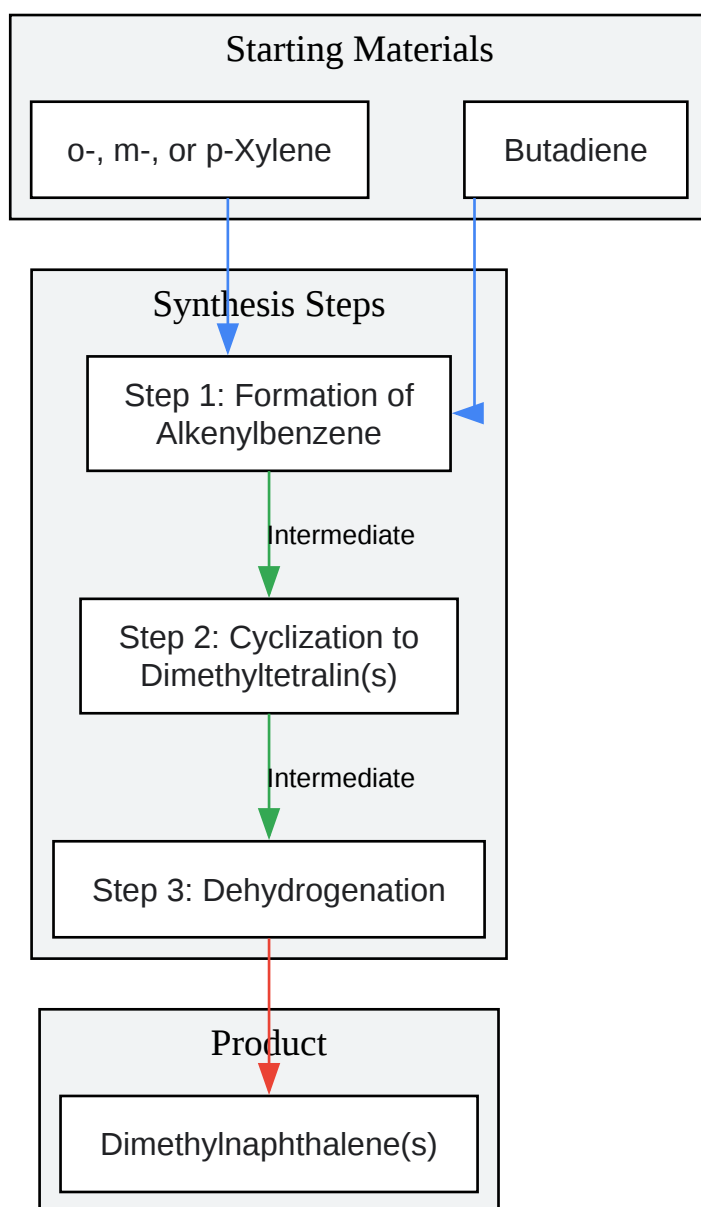 Starting Materials
o-, m-, or p-Xylene
Butadiene
Synthesis Steps
Step 1: Formation of
Alkenylbenzene
Intermediate
Step 2: Cyclization to
Dimethyltetralin(s)
Intermediate
Step 3: Dehydrogenation
Product
Dimethylnaphthalene(s)